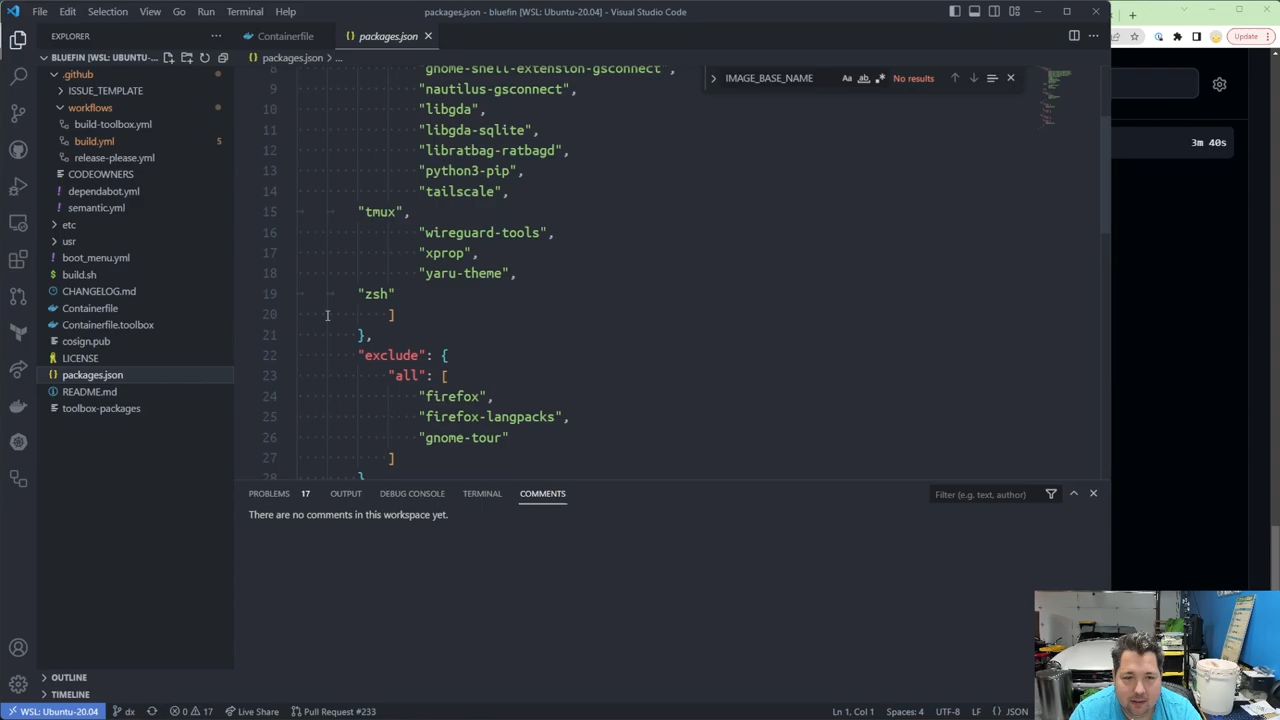 File Edit Selection View Go Run Terminal Help
packages.json - bluefin [WSL: Ubuntu-20.04] - Visual Studio Code
Update
EXPLORER
Containerfile
packages.json
BLUEFIN [WSL: UBUNTU-...
packages.json > ...
.github
ISSUE_TEMPLATE
workflows
build-toolbox.yml
build.yml 5
release-please.yml
CODEOWNERS
dependabot.yml
semantic.yml
etc
usr
boot_menu.yml
build.sh
CHANGELOG.md
Containerfile
Containerfile.toolbox
cosign.pub
LICENSE
packages.json
README.md
toolbox-packages
OUTLINE
TIMELINE
IMAGE_BASE_NAME Aa ab No results
8 "gnome-shell-extension-gsconnect",
9 "nautilus-gsconnect",
10 "libgda",
11 "libgda-sqlite",
12 "libratbag-ratbagd",
13 "python3-pip",
14 "tailscale",
15 "tmux",
16 "wireguard-tools",
17 "xprop",
18 "yaru-theme",
19 "zsh"
20 ]
21 },
22 "exclude": {
23 "all": [
24 "firefox",
25 "firefox-langpacks",
26 "gnome-tour"
27 ]
28 }
3m 40s
PROBLEMS 17 OUTPUT DEBUG CONSOLE TERMINAL COMMENTS
Filter (e.g. text, author)
There are no comments in this workspace yet.
WSL: Ubuntu-20.04 dx 0 17 Live Share Pull Request #233
Ln 1, Col 1 Spaces: 4 UTF-8 LF {} JSON